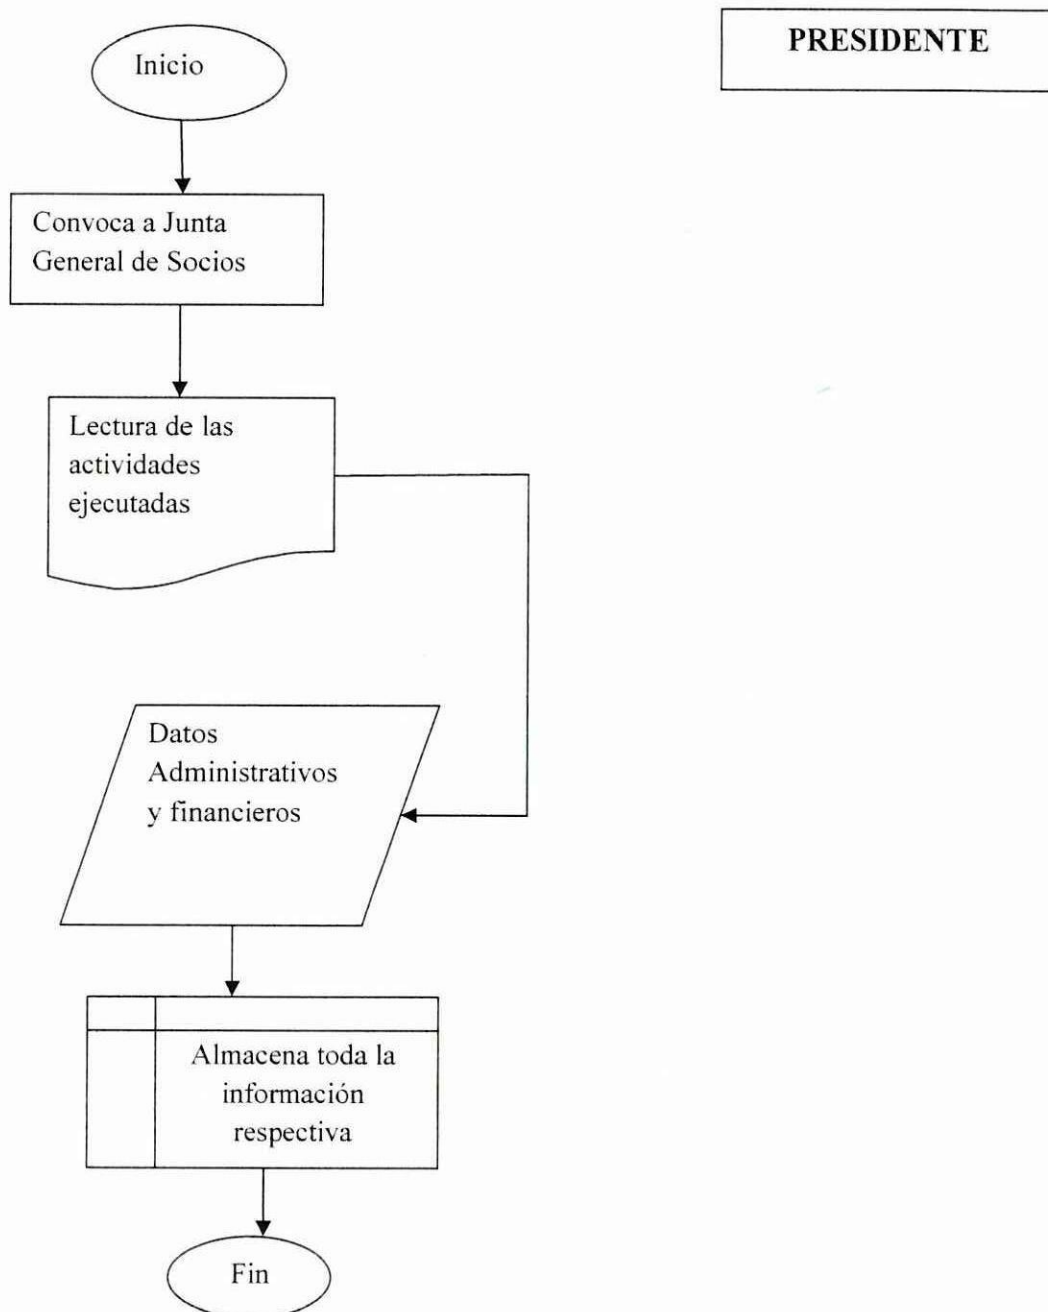 Inicio
PRESIDENTE
Convoca a Junta
General de Socios
Lectura de las
actividades
ejecutadas
Datos
Administrativos
y financieros
Almacena toda la
información
respectiva
Fin